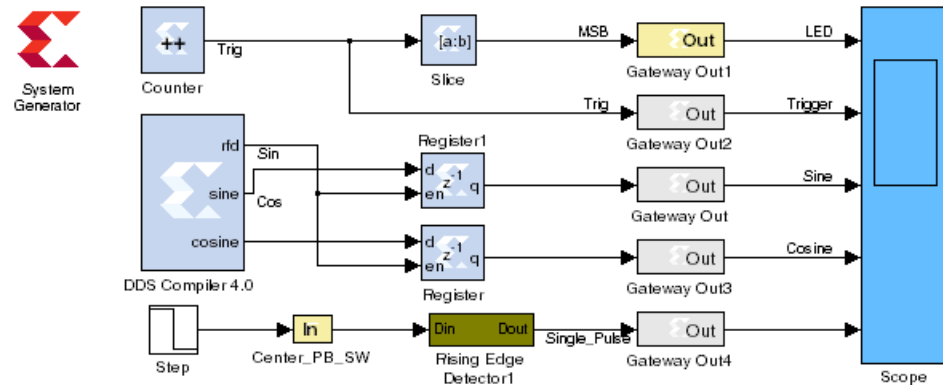 System
Generator
++
Counter
Trig
[a:b]
Slice
MSB
Out
Gateway Out1
LED
Trig
Out
Gateway Out2
Trigger
rfd
sine
cosine
DDS Compiler 4.0
Sin
Cos
Register1
d
en
z-1
q
Out
Gateway Out
Sine
d
en
z-1
q
Register
Out
Gateway Out3
Cosine
Step
In
Center_PB_SW
Din Dout
Rising Edge
Detector1
Single_Pulse
Out
Gateway Out4
Scope